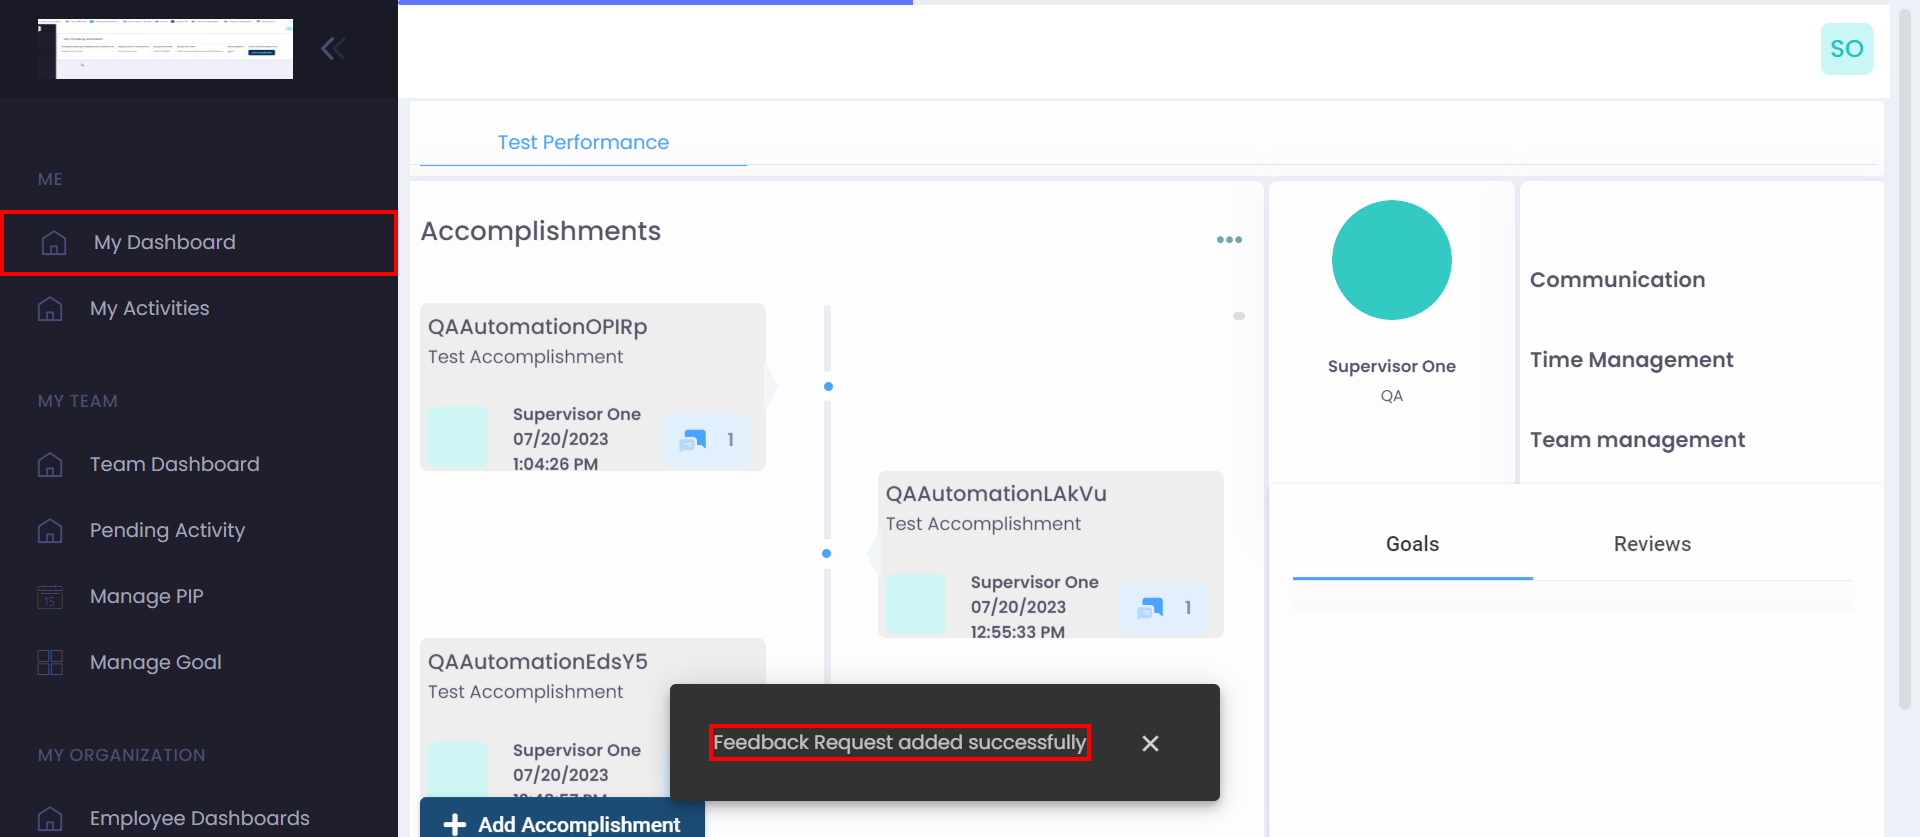 SO
ME
My Dashboard
My Activities
MY TEAM
Team Dashboard
Pending Activity
15
Manage PIP
Manage Goal
MY ORGANIZATION
Employee Dashboards
Test Performance
Accomplishments
QAAutomationOPIRp
Test Accomplishment
Supervisor One
07/20/2023
1:04:26 PM
1
QAAutomationLAkVu
Test Accomplishment
Supervisor One
07/20/2023
12:55:33 PM
1
QAAutomationEdsY5
Test Accomplishment
Supervisor One
07/20/2023
Add Accomplishment
Feedback Request added successfully
Supervisor One
QA
Communication
Time Management
Team management
Goals
Reviews